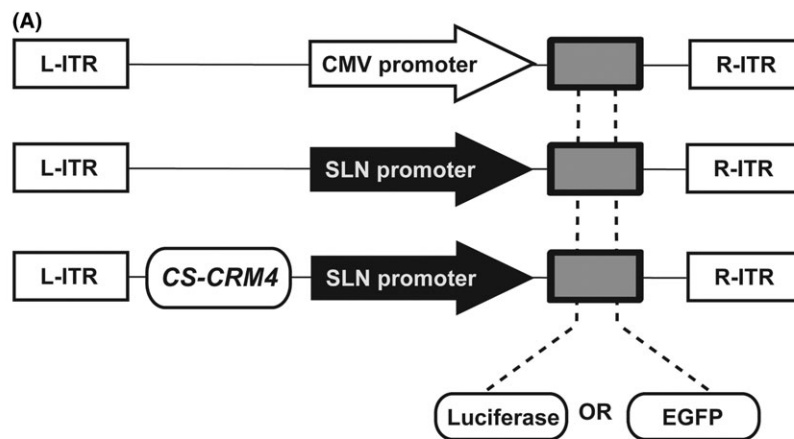 (A)
L-ITR CMV promoter R-ITR
L-ITR SLN promoter R-ITR
L-ITR CS-CRM4 SLN promoter R-ITR
Luciferase OR EGFP